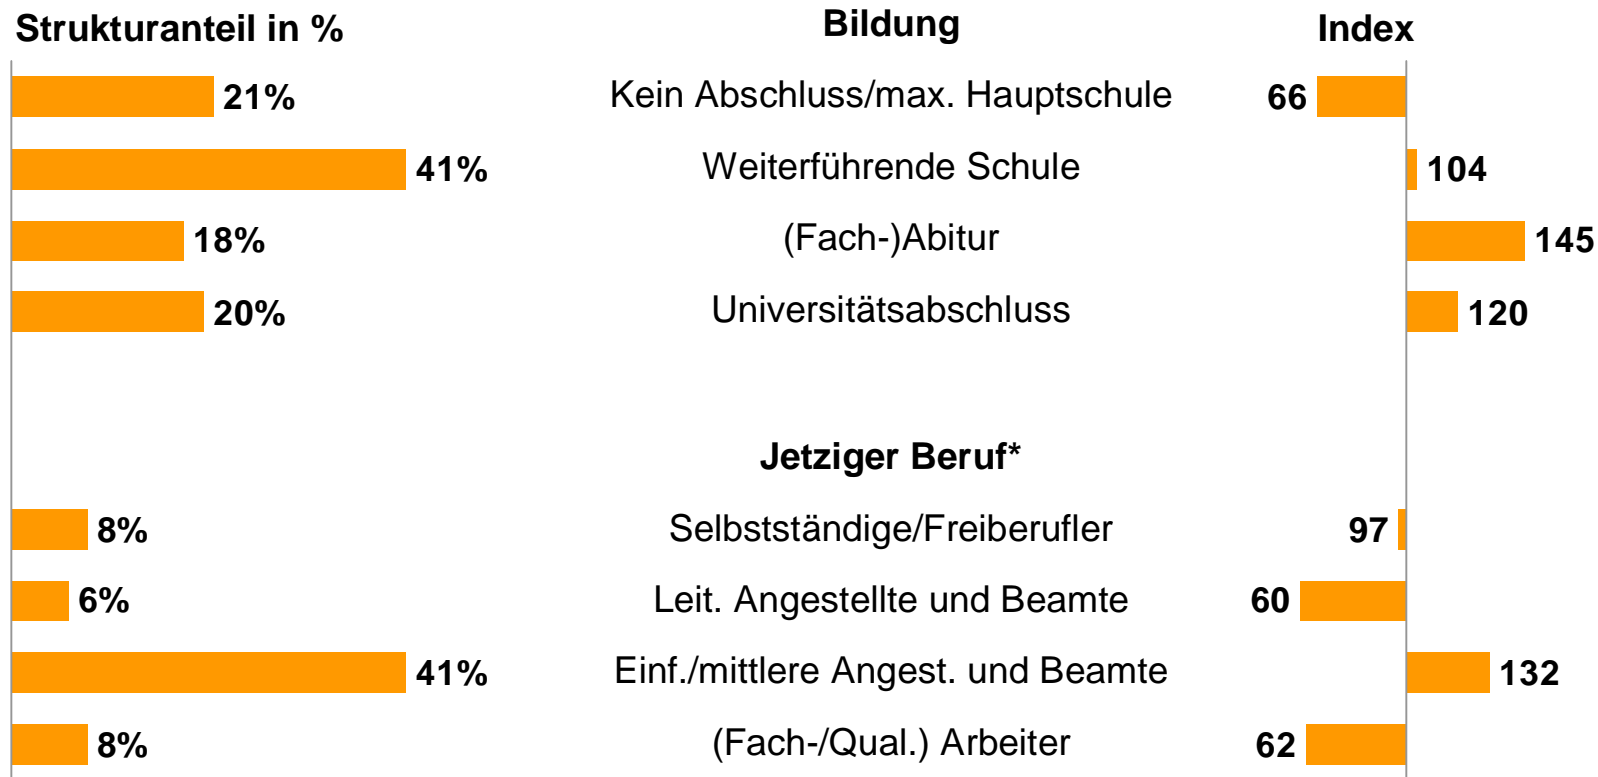 Strukturanteil in % Bildung Index
21% Kein Abschluss/max. Hauptschule 66
41% Weiterführende Schule 104
18% (Fach-)Abitur 145
20% Universitätsabschluss 120
Jetziger Beruf*
8% Selbstständige/Freiberufler 97
6% Leit. Angestellte und Beamte 60
41% Einf./mittlere Angest. und Beamte 132
8% (Fach-/Qual.) Arbeiter 62